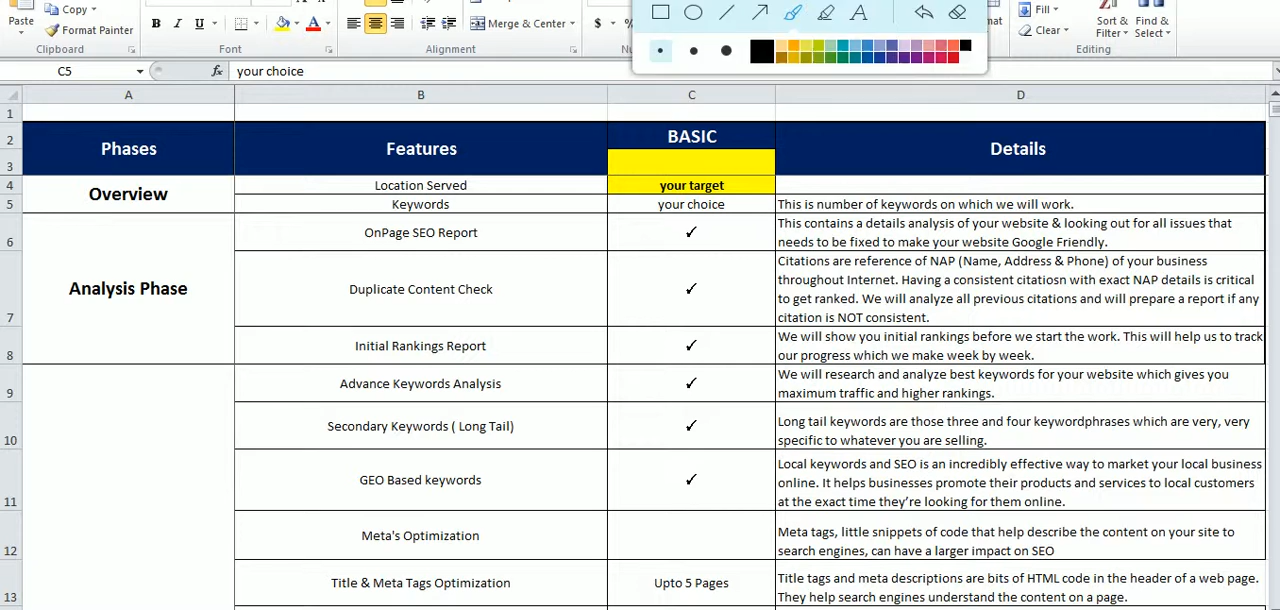 Paste
Copy
Format Painter
Clipboard
B I U
A
Font
Merge & Center
Alignment
$
A
Fill
Clear
Sort &
Filter
Find &
Select
Editing
C5
fx
your choice
A B C D
1
2
3
Phases
Features
BASIC
Details
4
Overview
Location Served
your target
5
Keywords
your choice
This is number of keywords on which we will work.
6
OnPage SEO Report
✓
This contains a details analysis of your website & looking out for all issues that
needs to be fixed to make your website Google Friendly.
Analysis Phase
7
Duplicate Content Check
✓
Citations are reference of NAP (Name, Address & Phone) of your business
throughout Internet. Having a consistent citatiosn with exact NAP details is critical
to get ranked. We will analyze all previous citations and will prepare a report if any
citation is NOT consistent.
8
Initial Rankings Report
✓
We will show you initial rankings before we start the work. This will help us to track
our progress which we make week by week.
9
Advance Keywords Analysis
✓
We will research and analyze best keywords for your website which gives you
maximum traffic and higher rankings.
10
Secondary Keywords ( Long Tail)
✓
Long tail keywords are those three and four keywordphrases which are very, very
specific to whatever you are selling.
11
GEO Based keywords
✓
Local keywords and SEO is an incredibly effective way to market your local business
online. It helps businesses promote their products and services to local customers
at the exact time they're looking for them online.
12
Meta's Optimization
Meta tags, little snippets of code that help describe the content on your site to
search engines, can have a larger impact on SEO
13
Title & Meta Tags Optimization
Upto 5 Pages
Title tags and meta descriptions are bits of HTML code in the header of a web page.
They help search engines understand the content on a page.